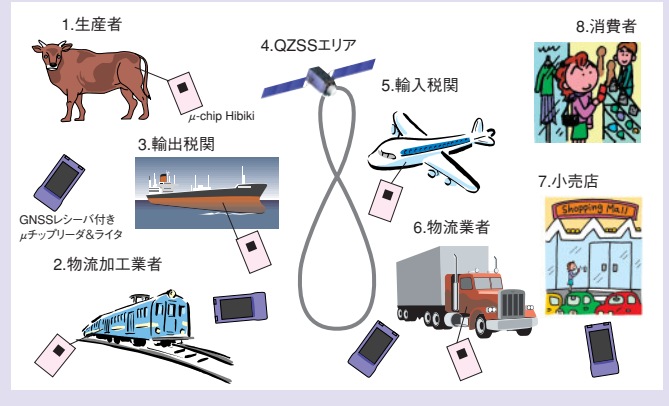 1.生産者
μ-chip Hibiki
GNSSレシーバ付き
μチップリーダ&ライタ
2.物流加工業者
3.輸出税関
4.QZSSエリア
5.輸入税関
6.物流業者
7.小売店
Shopping Mall
8.消費者